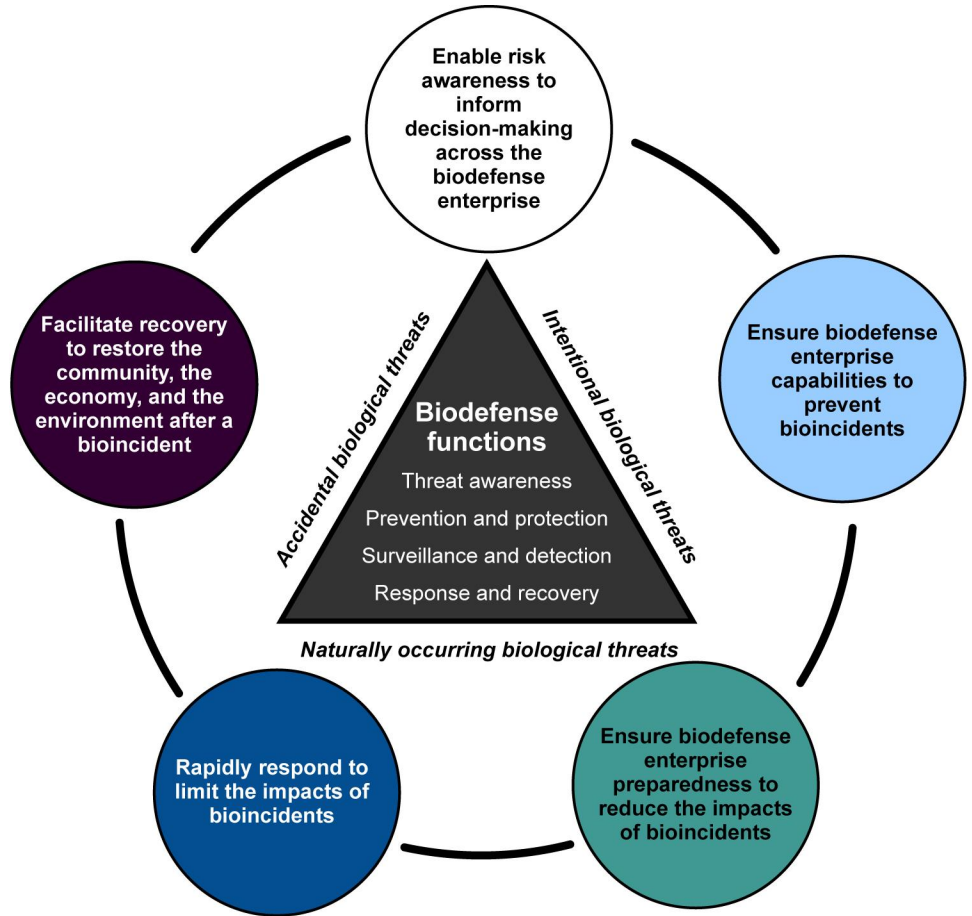 Enable risk
awareness to
inform
decision-making
across the
biodefense
enterprise
Ensure biodefense
enterprise
capabilities to
prevent
bioincidents
Ensure biodefense
enterprise
preparedness to
reduce the impacts
of bioincidents
Rapidly respond to
limit the impacts of
bioincidents
Facilitate recovery
to restore the
community, the
economy, and the
environment after a
bioincident
Accidental biological threats
Intentional biological threats
Naturally occurring biological threats
Biodefense
functions
Threat awareness
Prevention and protection
Surveillance and detection
Response and recovery